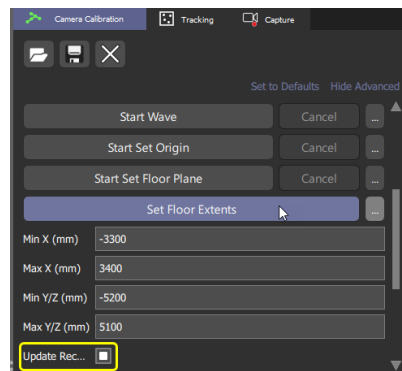 Camera Calibration Tracking Capture
Set to Defaults Hide Advanced
Start Wave Cancel ...
Start Set Origin Cancel ...
Start Set Floor Plane Cancel ...
Set Floor Extents ...
Min X (mm) -3300
Max X (mm) 3400
Min Y/Z (mm) -5200
Max Y/Z (mm) 5100
Update Rec...